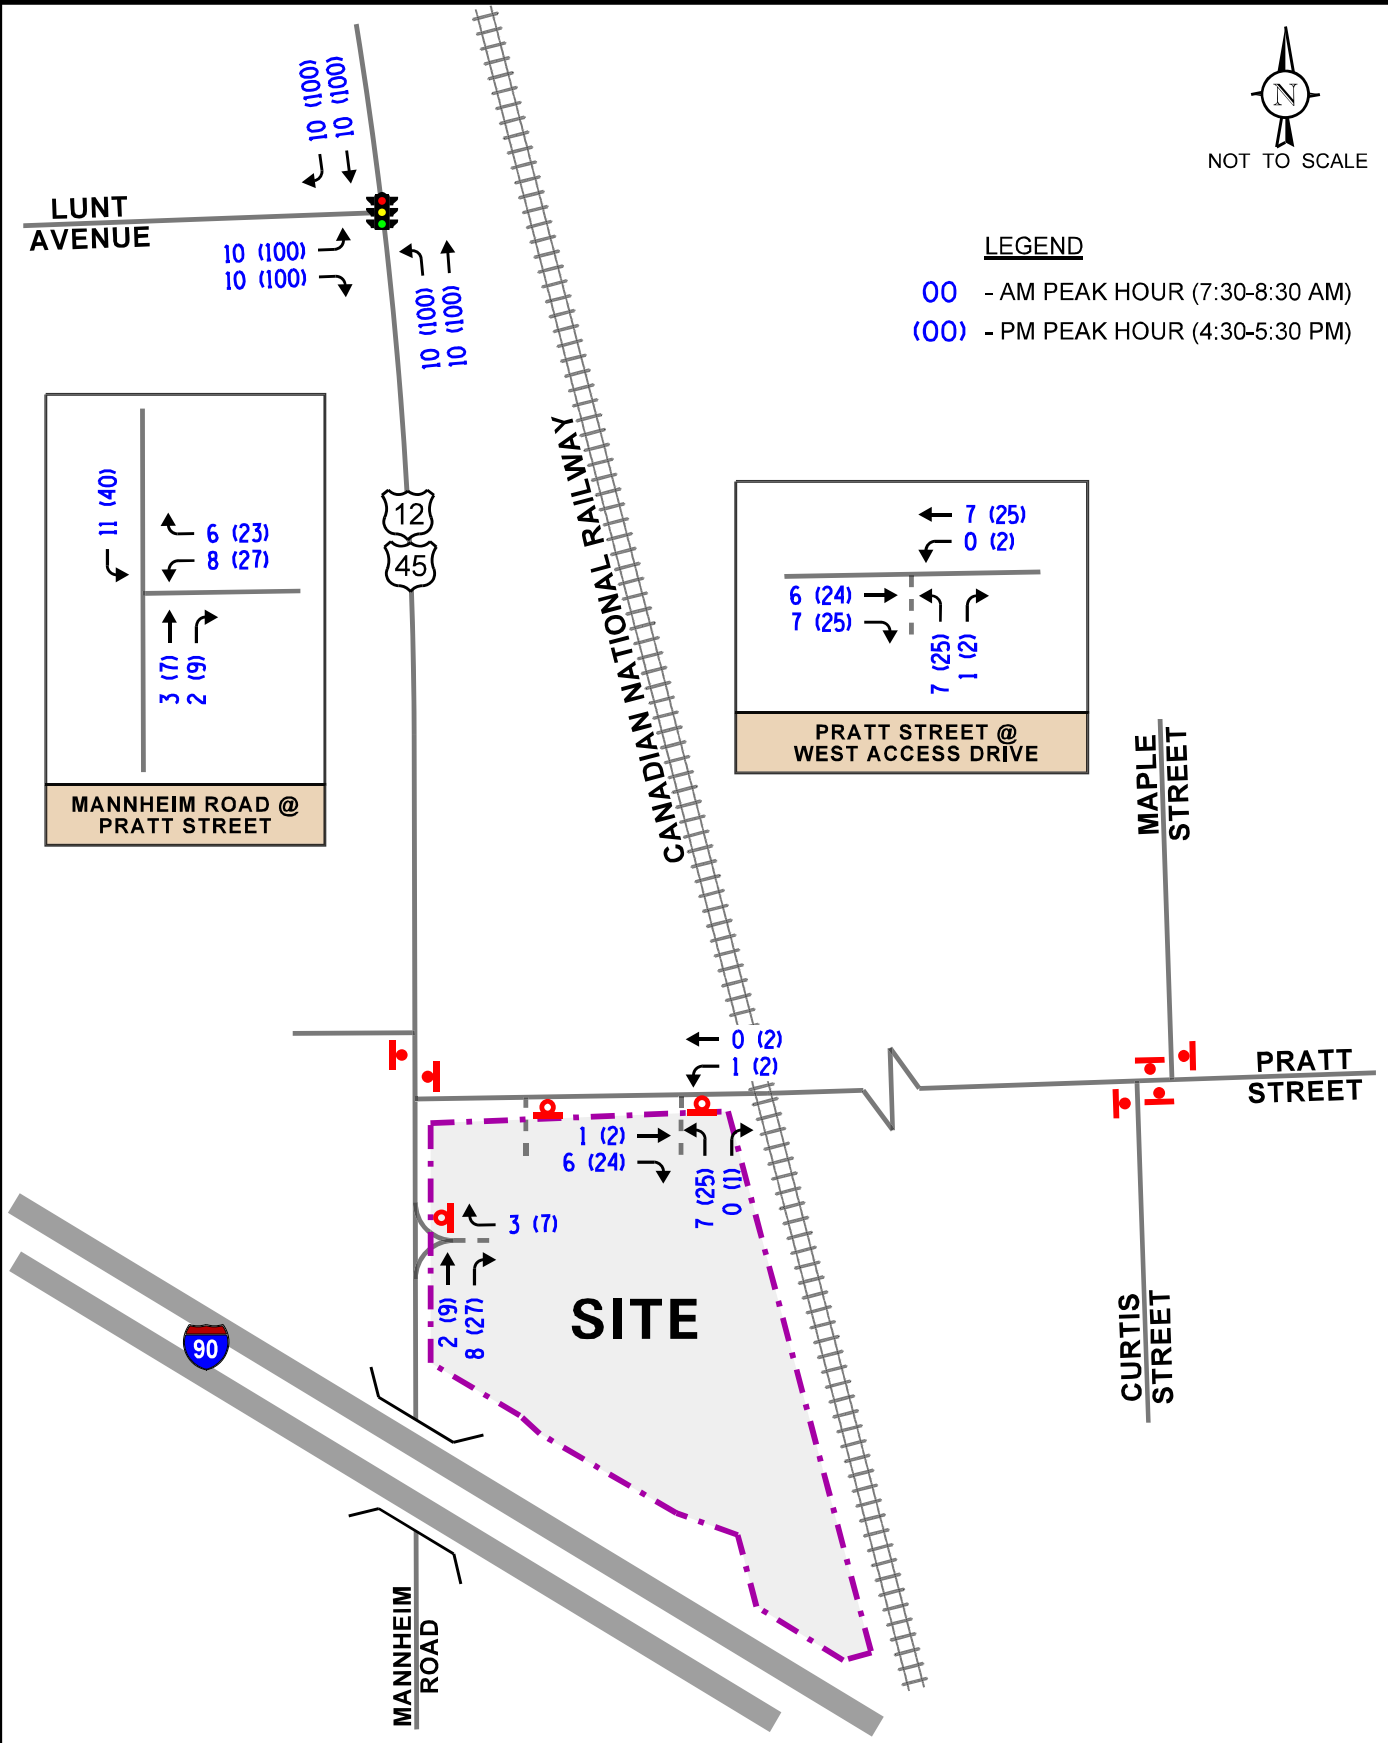 N
NOT TO SCALE
10 (100)
10 (100)
LUNT
AVENUE
10 (100)
10 (100)
10 (100)
10 (100)
LEGEND
00 - AM PEAK HOUR (7:30-8:30 AM)
(00) - PM PEAK HOUR (4:30-5:30 PM)
11 (40)
6 (23)
8 (27)
3 (7)
2 (9)
MANNHEIM ROAD @
PRATT STREET
12
45
CANADIAN NATIONAL RAILWAY
7 (25)
0 (2)
6 (24)
7 (25)
7 (25)
1 (2)
PRATT STREET @
WEST ACCESS DRIVE
MAPLE
STREET
0 (2)
1 (2)
PRATT
STREET
1 (2)
6 (24)
7 (25)
0 (1)
3 (7)
2 (9)
8 (27)
SITE
90
CURTIS
STREET
MANNHEIM
ROAD